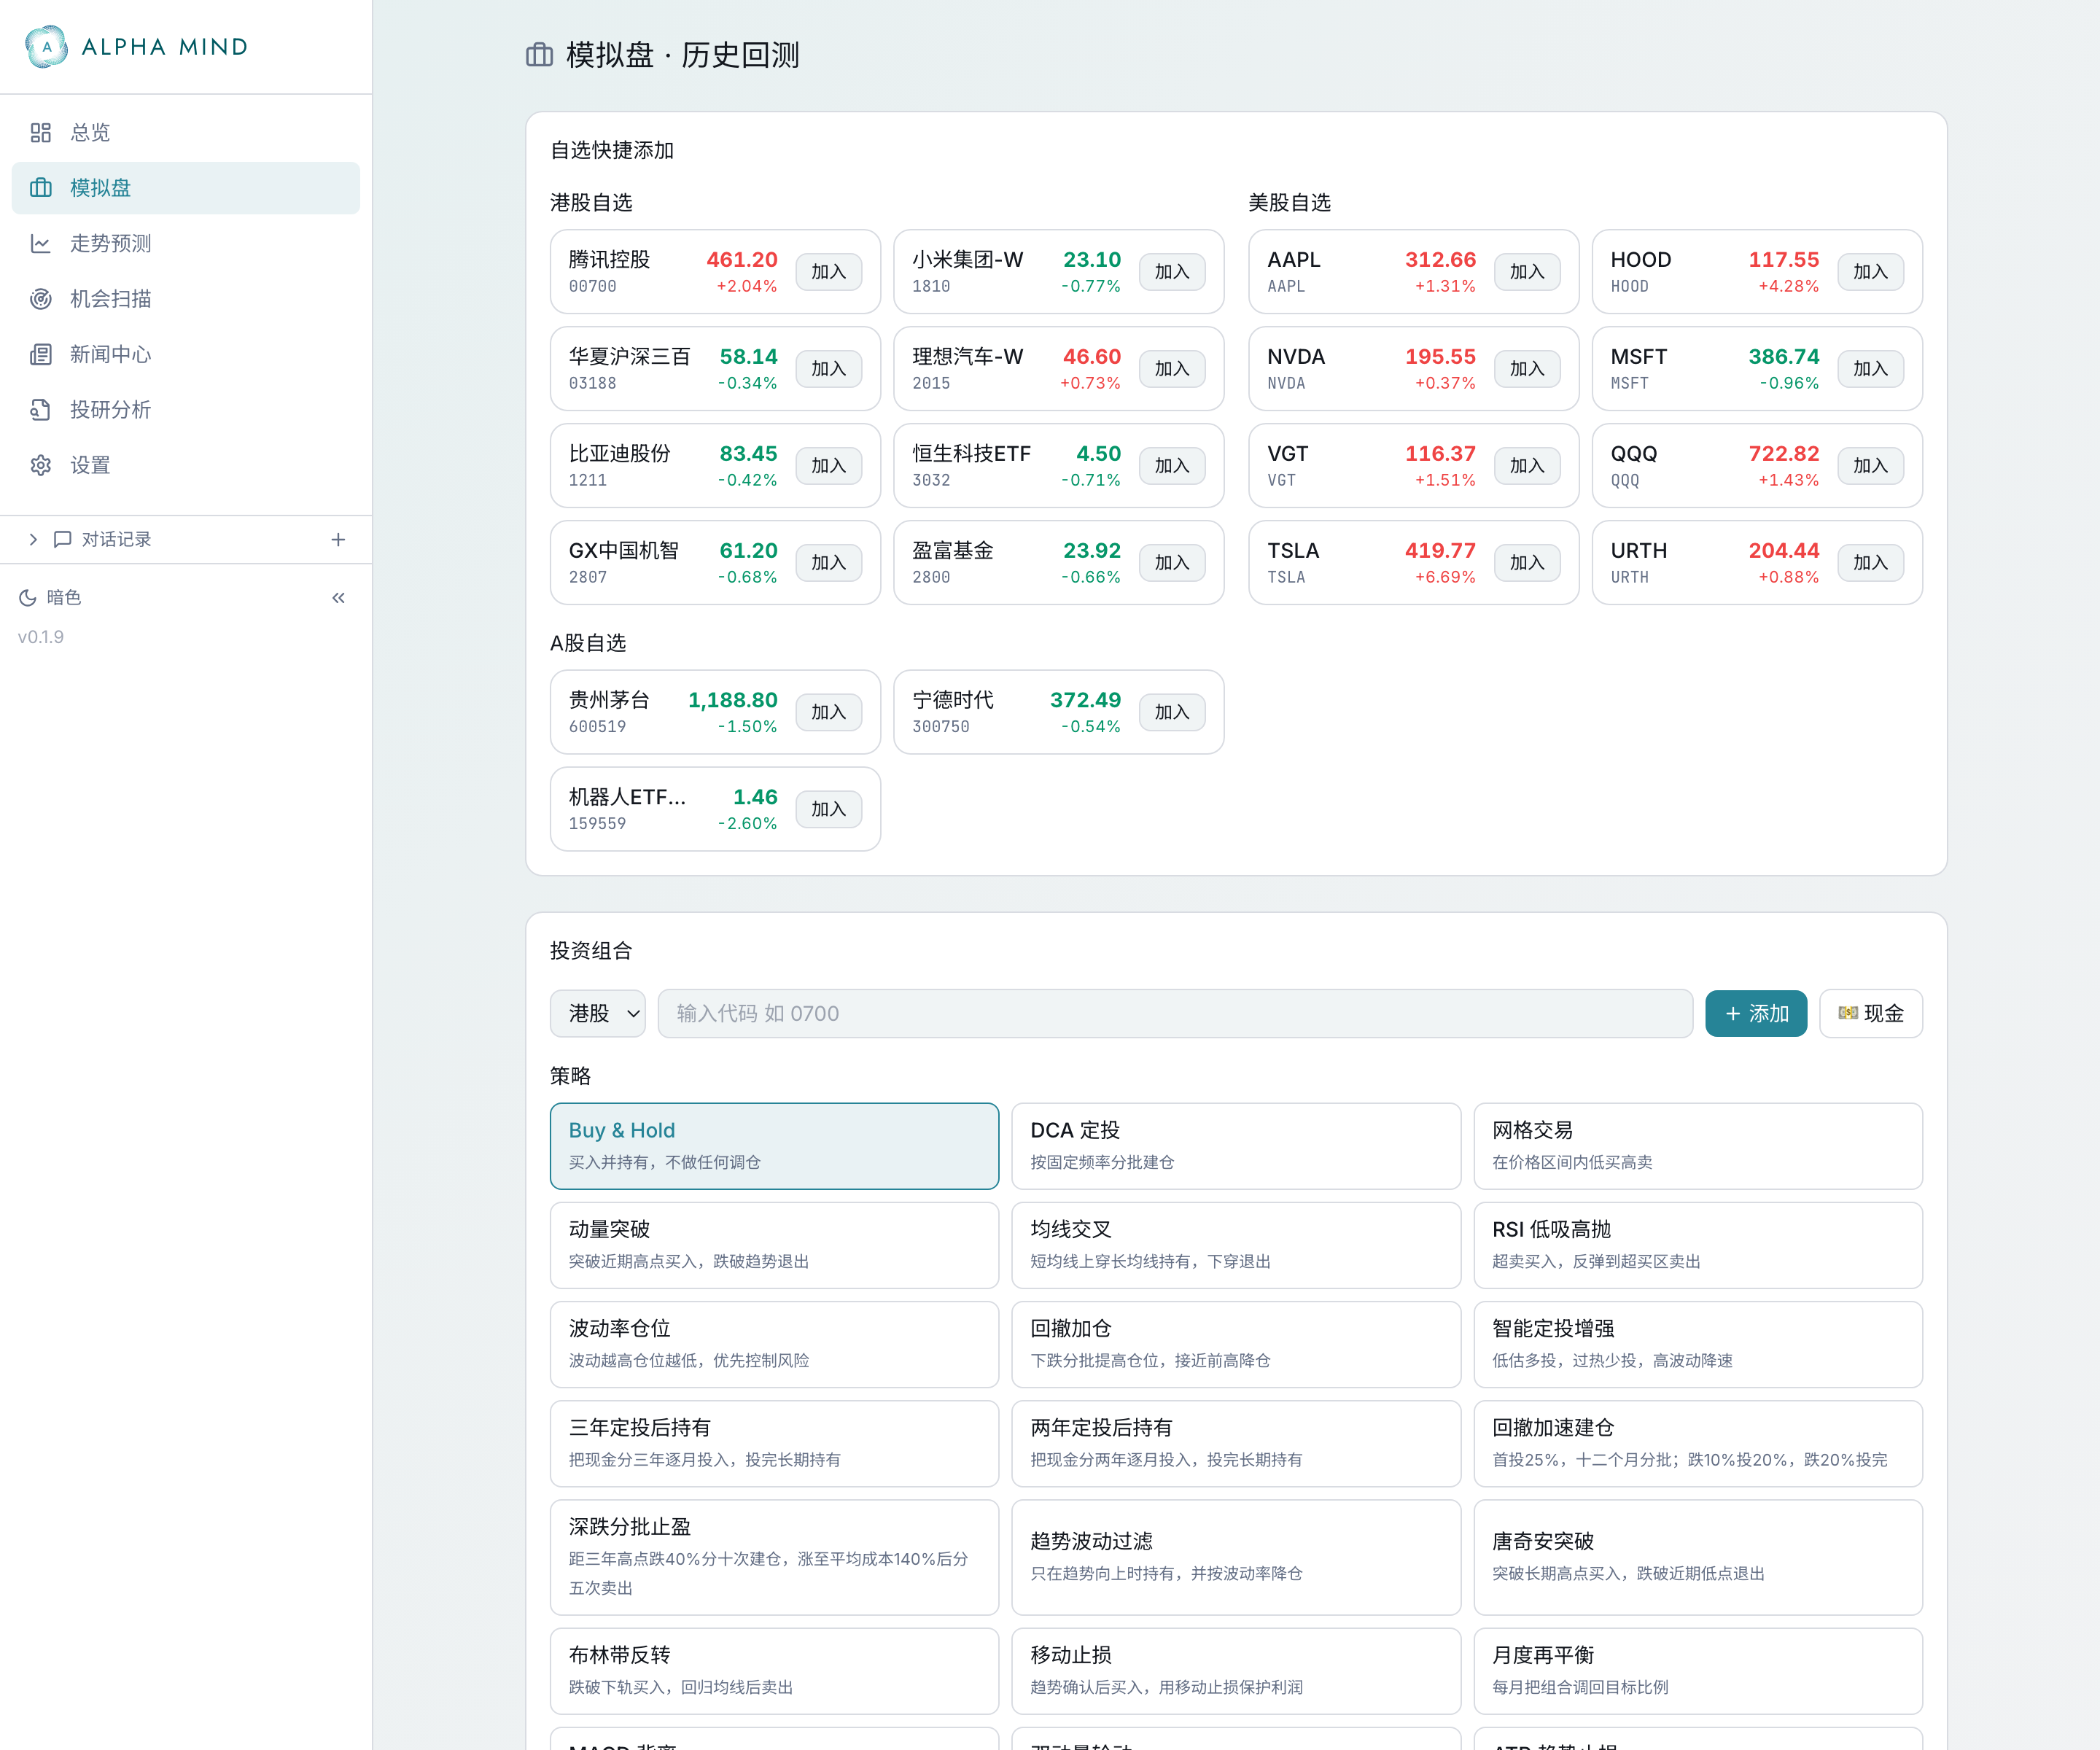 ALPHA MIND
总览
模拟盘
走势预测
机会扫描
新闻中心
投研分析
设置
对话记录
暗色
v0.1.9
模拟盘 · 历史回测
自选快捷添加
港股自选
腾讯控股 461.20 加入
00700 +2.04%
小米集团-W 23.10 加入
1810 -0.77%
华夏沪深三百 58.14 加入
03188 -0.34%
理想汽车-W 46.60 加入
2015 +0.73%
比亚迪股份 83.45 加入
1211 -0.42%
恒生科技ETF 4.50 加入
3032 -0.71%
GX中国机智 61.20 加入
2807 -0.68%
盈富基金 23.92 加入
2800 -0.66%
美股自选
AAPL 312.66 加入
AAPL +1.31%
HOOD 117.55 加入
HOOD +4.28%
NVDA 195.55 加入
NVDA +0.37%
MSFT 386.74 加入
MSFT -0.96%
VGT 116.37 加入
VGT +1.51%
QQQ 722.82 加入
QQQ +1.43%
TSLA 419.77 加入
TSLA +6.69%
URTH 204.44 加入
URTH +0.88%
A股自选
贵州茅台 1,188.80 加入
600519 -1.50%
宁德时代 372.49 加入
300750 -0.54%
机器人ETF... 1.46 加入
159559 -2.60%
投资组合
港股 输入代码 如 0700 + 添加 现金
策略
Buy & Hold
买入并持有，不做任何调仓
DCA 定投
按固定频率分批建仓
网格交易
在价格区间内低买高卖
动量突破
突破近期高点买入，跌破趋势退出
均线交叉
短均线上穿长均线持有，下穿退出
RSI 低吸高抛
超卖买入，反弹到超买区卖出
波动率仓位
波动越高仓位越低，优先控制风险
回撤加仓
下跌分批提高仓位，接近前高降仓
智能定投增强
低估多投，过热少投，高波动降速
三年定投后持有
把现金分三年逐月投入，投完长期持有
两年定投后持有
把现金分两年逐月投入，投完长期持有
回撤加速建仓
首投25%，十二个月分批；跌10%投20%，跌20%投完
深跌分批止盈
距三年高点跌40%分十次建仓，涨至平均成本140%后分
五次卖出
趋势波动过滤
只在趋势向上时持有，并按波动率降仓
唐奇安突破
突破长期高点买入，跌破近期低点退出
布林带反转
跌破下轨买入，回归均线后卖出
移动止损
趋势确认后买入，用移动止损保护利润
月度再平衡
每月把组合调回目标比例